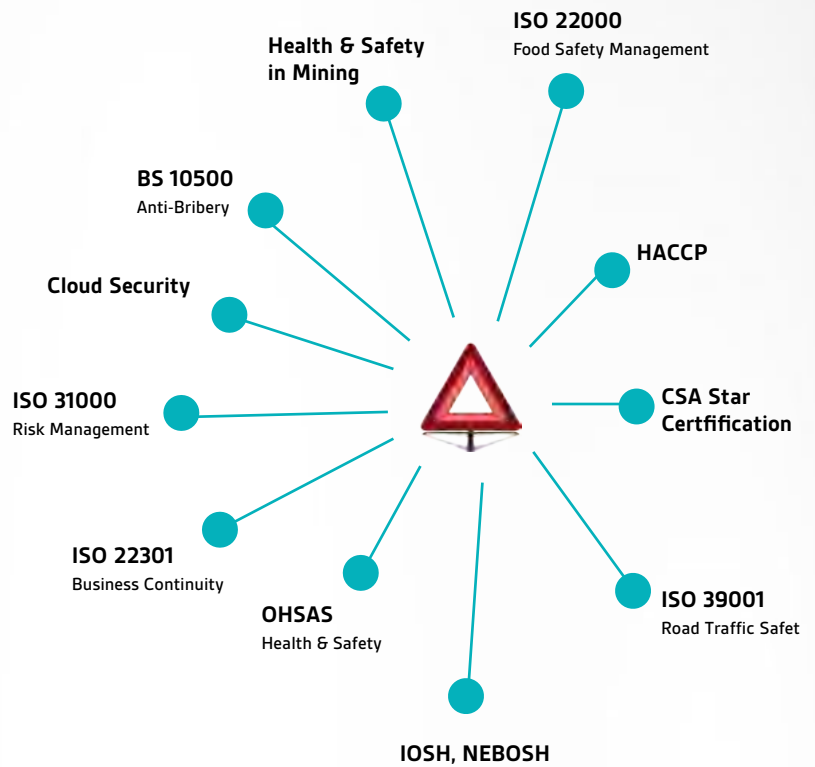 ISO 22000
Food Safety Management
Health & Safety
in Mining
BS 10500
Anti-Bribery
HACCP
Cloud Security
CSA Star
Certfification
ISO 31000
Risk Management
ISO 22301
Business Continuity
OHSAS
Health & Safety
ISO 39001
Road Traffic Safet
IOSH, NEBOSH